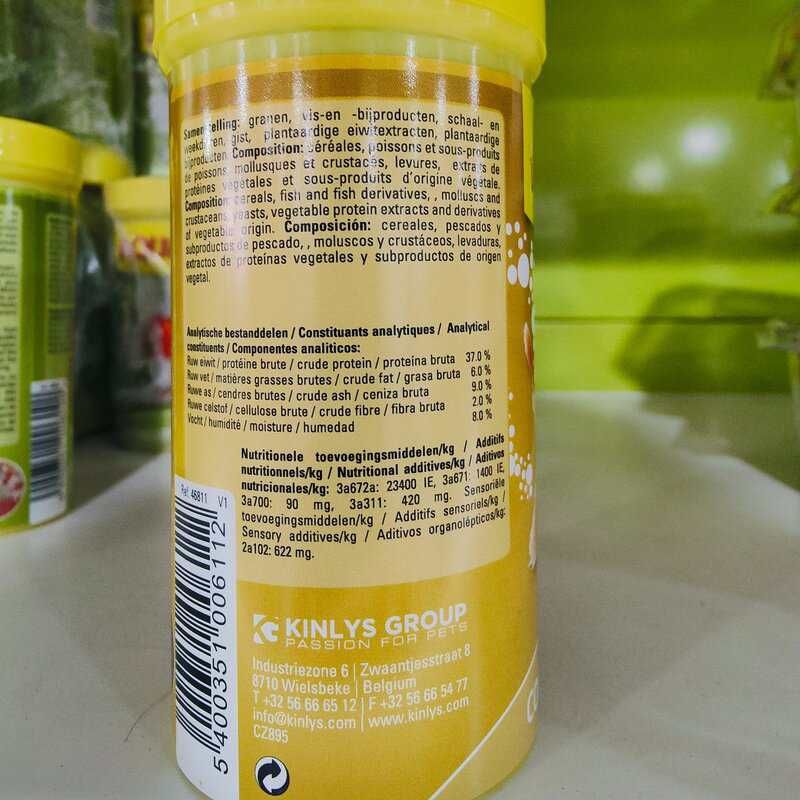 Samenstelling: granen, vis-en -bijproducten, schaal- en
weekdieren, gist, plantaardige eiwitextracten, plantaardige
bijproducten. Composition: céréales, poissons et sous-produits
de poissons, mollusques et crustacés, levures, extraits de
protéines végétales et sous-produits d'origine végétale.
Composition: cereals, fish and fish derivatives, , molluscs and
crustaceans, yeasts, vegetable protein extracts and derivatives
of vegetable origin. Composición: cereales, pescados y
subproductos de pescado, , moluscos y crustáceos, levaduras,
extractos de proteínas vegetales y subproductos de origen
vegetal.
Analytische bestanddelen / Constituants analytiques / Analytical
constituents / Componentes analiticos:
Ruw eiwit / protéine brute / crude protein / proteína bruta 37.0 %
Ruw vet / matières grasses brutes / crude fat / grasa bruta 6.0 %
Ruwe as / cendres brutes / crude ash / ceniza bruta 9.0 %
Ruwe celstof / cellulose brute / crude fibre / fibra bruta 2.0 %
Vocht / humidité / moisture / humedad 8.0 %
Nutritionele toevoegingsmiddelen/kg / Additifs
nutritionnels/kg / Nutritional additives/kg / Aditivos
nutricionales/kg: 3a672a: 23400 IE, 3a671: 1400 IE,
3a700: 90 mg, 3a311: 420 mg. Sensoriële
toevoegingsmiddelen/kg / Additifs sensoriels/kg /
Sensory additives/kg / Aditivos organolépticos/kg:
2a102: 622 mg.
Ref. 46811 V1
5 400351 006112
KINLYS GROUP
PASSION FOR PETS
Industriezone 6 | Zwaantjesstraat 8
8710 Wielsbeke | Belgium
T +32 56 66 65 12 | F +32 56 66 54 77
info@kinlys.com | www.kinlys.com
CZ895